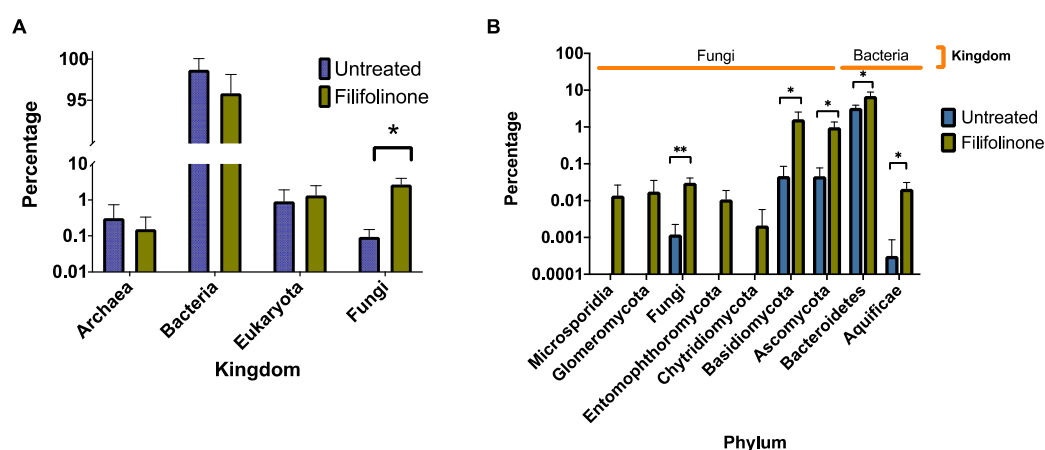 A
Percentage
100
95
10
1
0.1
0.01
Untreated
Filifolinone
*
Archaea
Bacteria
Eukaryota
Fungi
Kingdom
B
Percentage
100
10
1
0.1
0.01
0.001
0.0001
Fungi
Bacteria
Kingdom
Untreated
Filifolinone
**
*
*
*
*
Microsporidia
Glomeromycota
Fungi
Entomophthoromycota
Chytridiomycota
Basidiomycota
Ascomycota
Bacteroidetes
Aquificae
Phylum